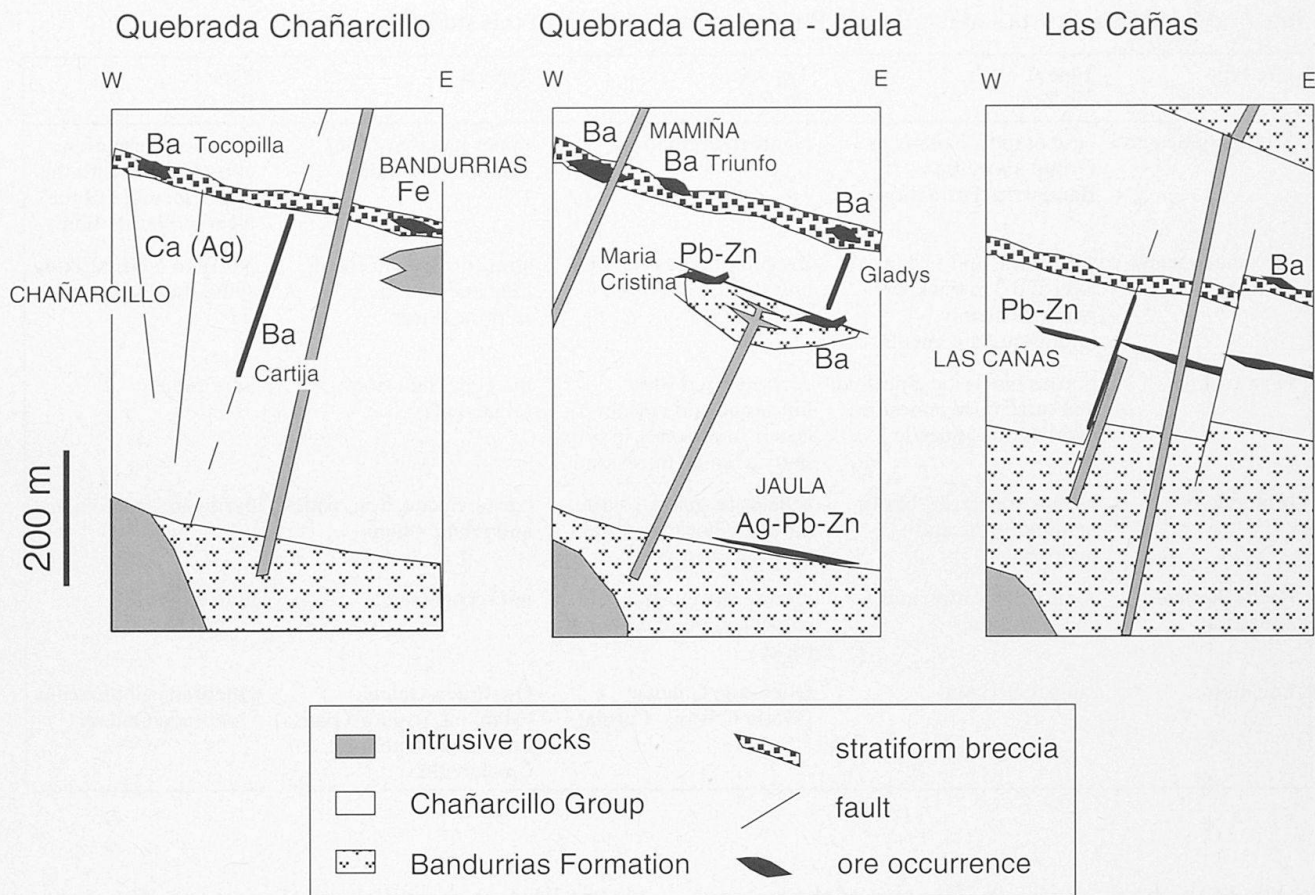 Quebrada Chañarcillo
Quebrada Galena - Jaula
Las Cañas
W
E
W
E
W
E
Ba Tocopilla
BANDURRIAS
Fe
Ca (Ag)
CHAÑARCILLO
Ba
Cartija
200 m
Ba
MAMIÑA
Ba Triunfo
Ba
Maria
Cristina
Pb-Zn
Gladys
Ba
JAULA
Ag-Pb-Zn
Ba
Pb-Zn
LAS CAÑAS
intrusive rocks
Chañarcillo Group
Bandurrias Formation
stratiform breccia
fault
ore occurrence